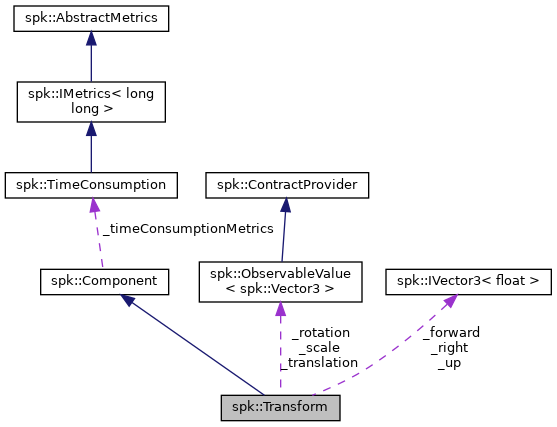 spk::AbstractMetrics
spk::IMetrics< long
long >
spk::TimeConsumption
spk::ContractProvider
_timeConsumptionMetrics
spk::Component
spk::ObservableValue
< spk::Vector3 >
spk::IVector3< float >
_rotation
_scale
_translation
_forward
_right
_up
spk::Transform